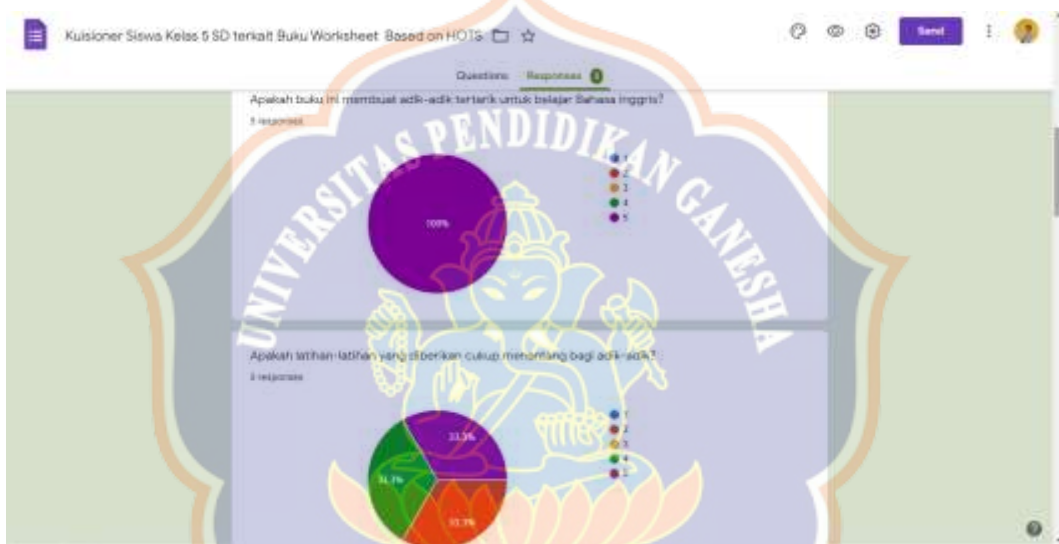 Kuisioner Siswa Kelas 5 SD terkait Buku Worksheet Based on HOTS
Send
Questions Responses 3
Apakah buku ini membuat adik-adik tertarik untuk belajar Bahasa Inggris?
3 responses
100%
1
2
3
4
5
UNIVERSITAS PENDIDIKAN GANESHA
Apakah latihan-latihan yang diberikan cukup menantang bagi adik-adik?
3 responses
33.3%
33.3%
33.3%
1
2
3
4
5